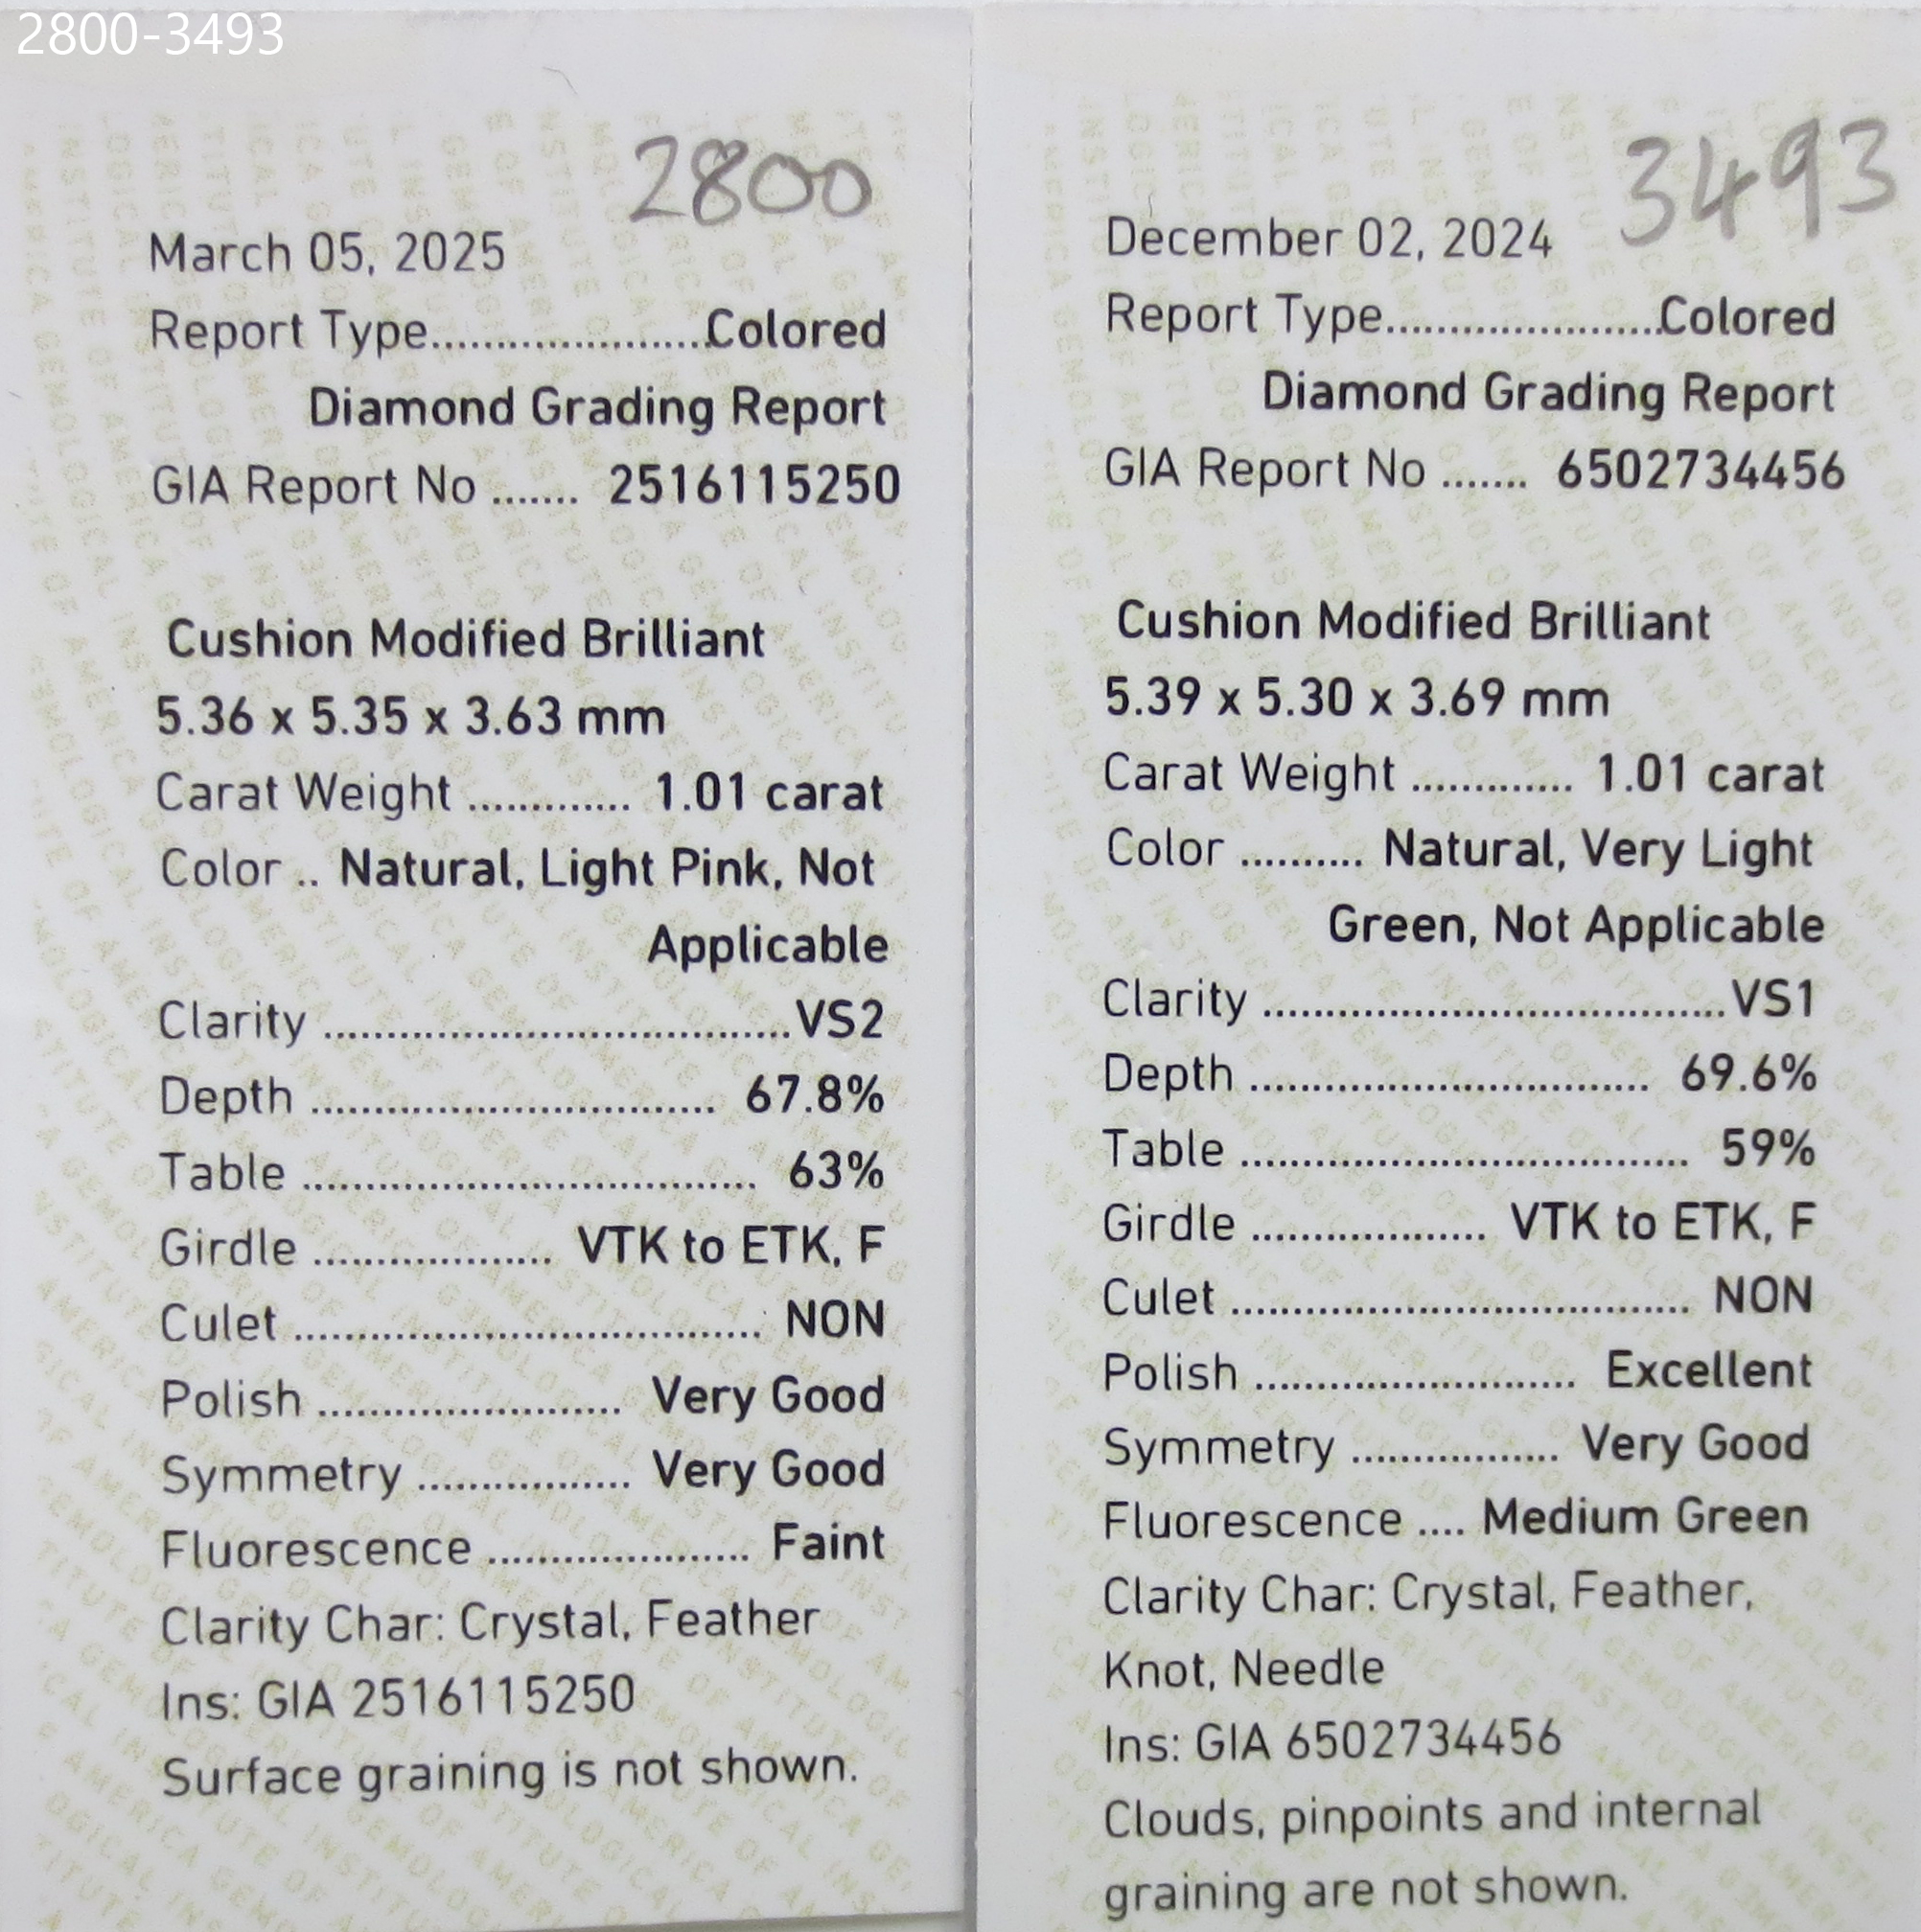 2800-3493
2800
March 05, 2025
Report Type......................Colored
Diamond Grading Report
GIA Report No ....... 2516115250
Cushion Modified Brilliant
5.36 x 5.35 x 3.63 mm
Carat Weight ............. 1.01 carat
Color .. Natural, Light Pink, Not
Applicable
Clarity .....................................VS2
Depth ................................ 67.8%
Table .................................... 63%
Girdle ................... VTK to ETK, F
Culet ..................................... NON
Polish ........................ Very Good
Symmetry ................. Very Good
Fluorescence ..................... Faint
Clarity Char: Crystal, Feather
Ins: GIA 2516115250
Surface graining is not shown.
3493
December 02, 2024
Report Type......................Colored
Diamond Grading Report
GIA Report No ....... 6502734456
Cushion Modified Brilliant
5.39 x 5.30 x 3.69 mm
Carat Weight ............. 1.01 carat
Color .......... Natural, Very Light
Green, Not Applicable
Clarity .....................................VS1
Depth ................................ 69.6%
Table .................................... 59%
Girdle ................... VTK to ETK, F
Culet ..................................... NON
Polish .......................... Excellent
Symmetry ................. Very Good
Fluorescence .... Medium Green
Clarity Char: Crystal, Feather,
Knot, Needle
Ins: GIA 6502734456
Clouds, pinpoints and internal
graining are not shown.